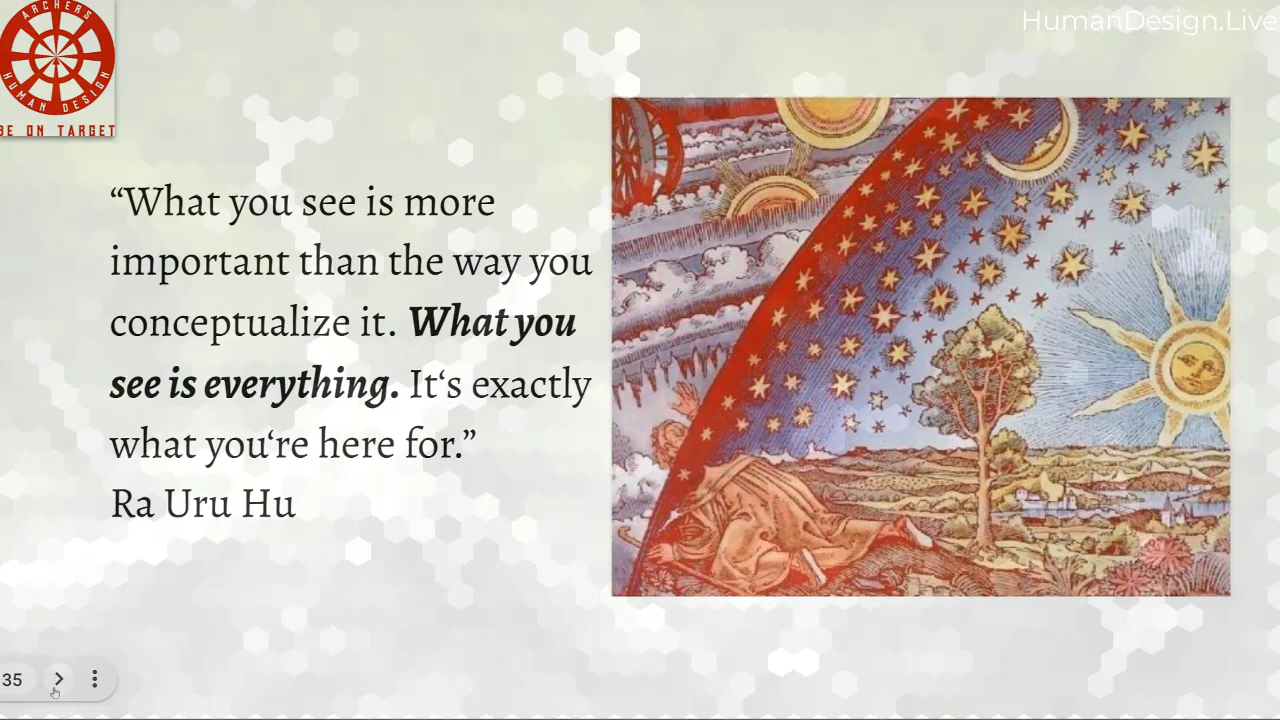 ARCHERS
HUMAN DESIGN
BE ON TARGET
HumanDesign.Live
“What you see is more
important than the way you
conceptualize it. What you
see is everything. It‘s exactly
what you‘re here for.”
Ra Uru Hu
35